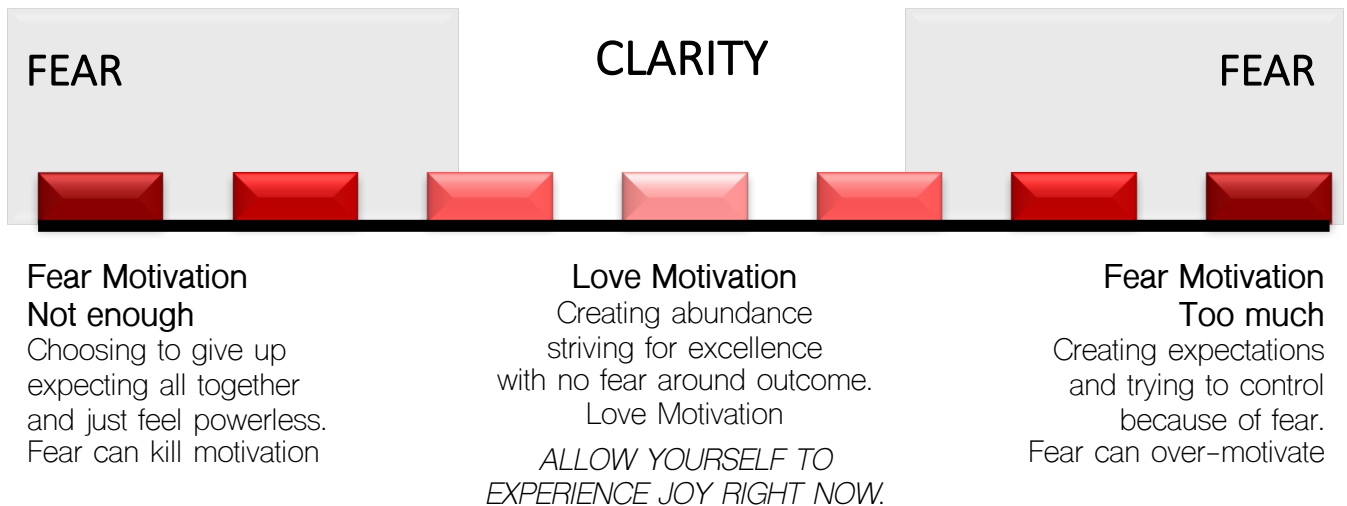 FEAR
CLARITY
FEAR
Fear Motivation
Not enough
Choosing to give up
expecting all together
and just feel powerless.
Fear can kill motivation
Love Motivation
Creating abundance
striving for excellence
with no fear around outcome.
Love Motivation
ALLOW YOURSELF TO
EXPERIENCE JOY RIGHT NOW.
Fear Motivation
Too much
Creating expectations
and trying to control
because of fear.
Fear can over-motivate